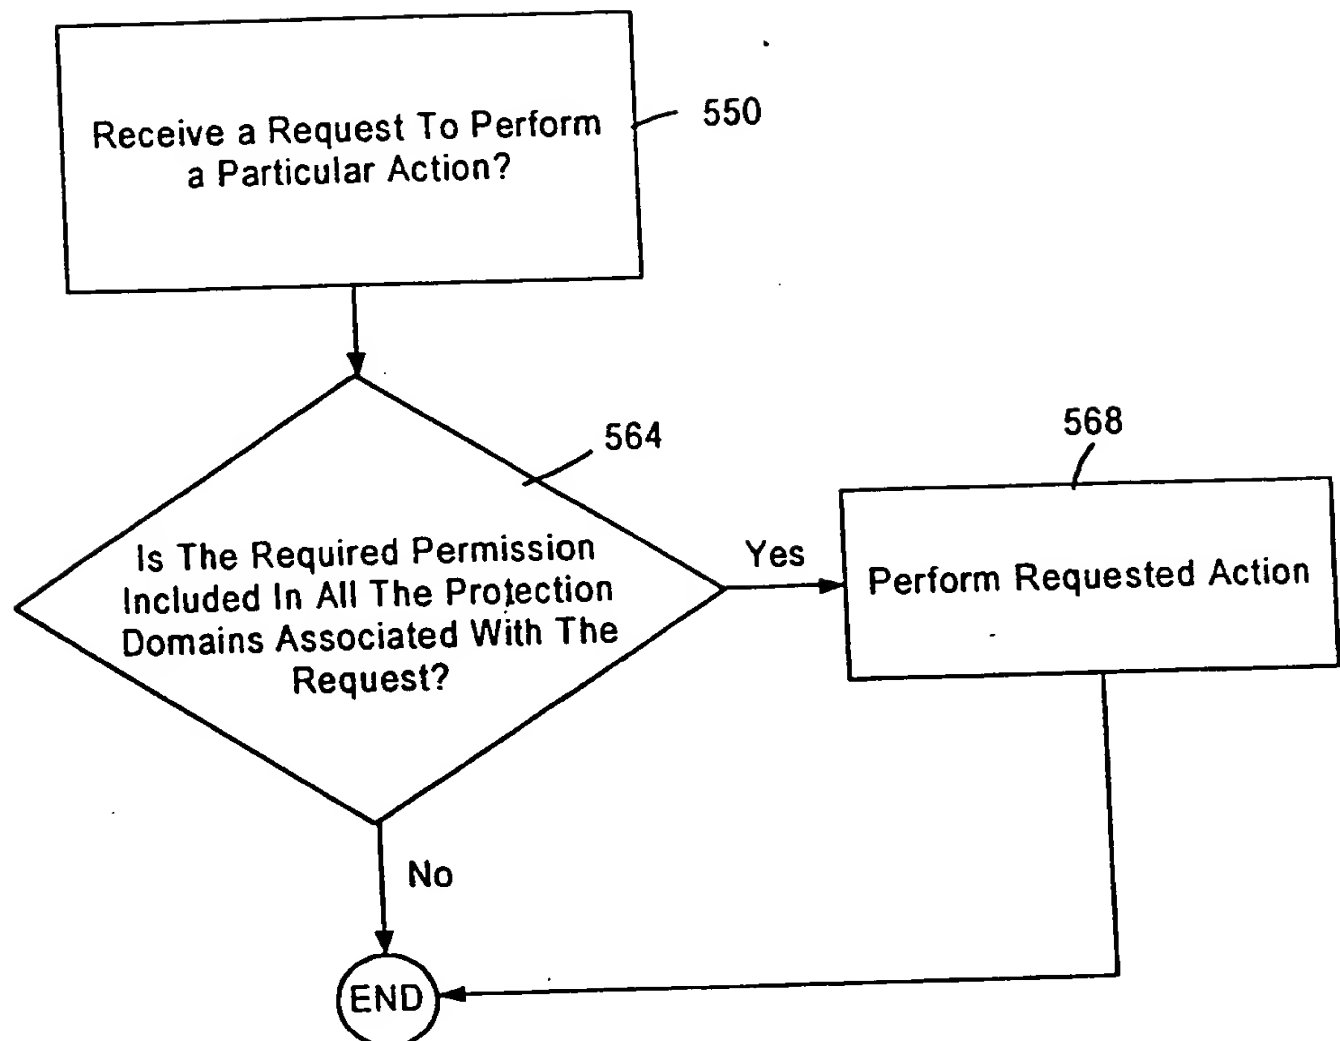 Receive a Request To Perform
a Particular Action?
550
564
568
Is The Required Permission
Included In All The Protection
Domains Associated With The
Request?
Yes
Perform Requested Action
No
END